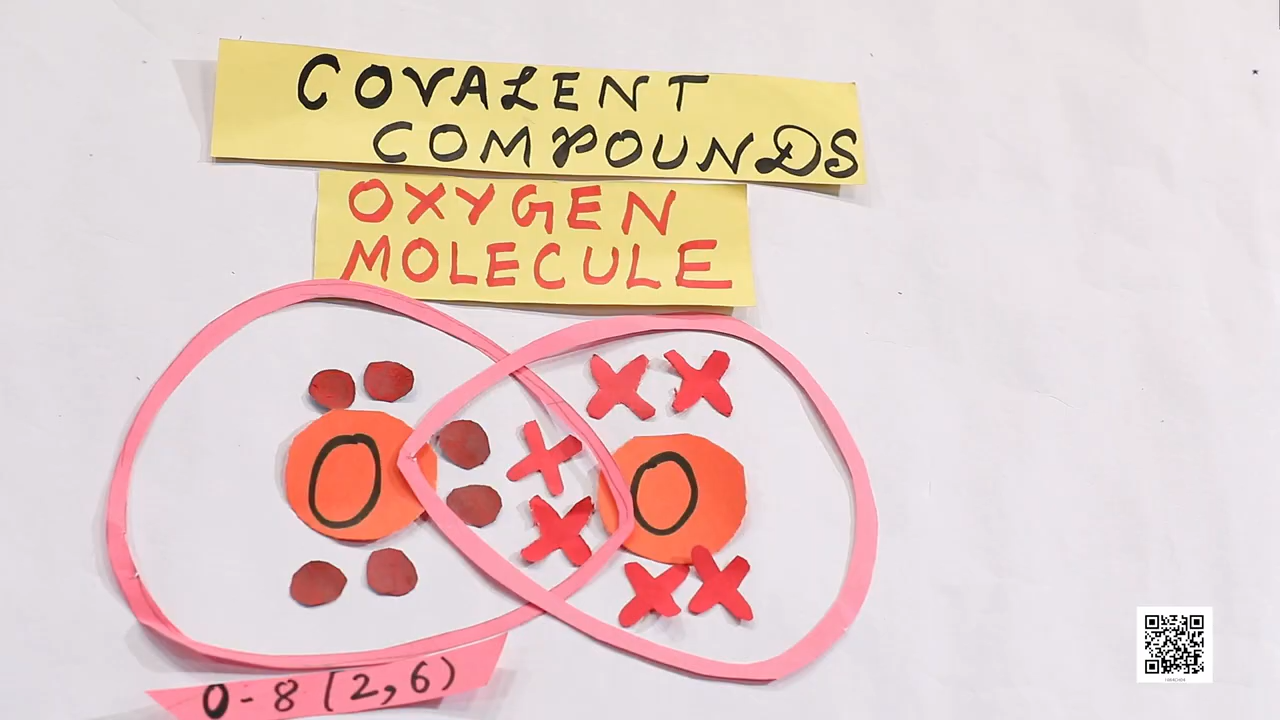 COVALENT
COMPOUNDS
OXYGEN
MOLECULE
O O
O - 8 (2,6)